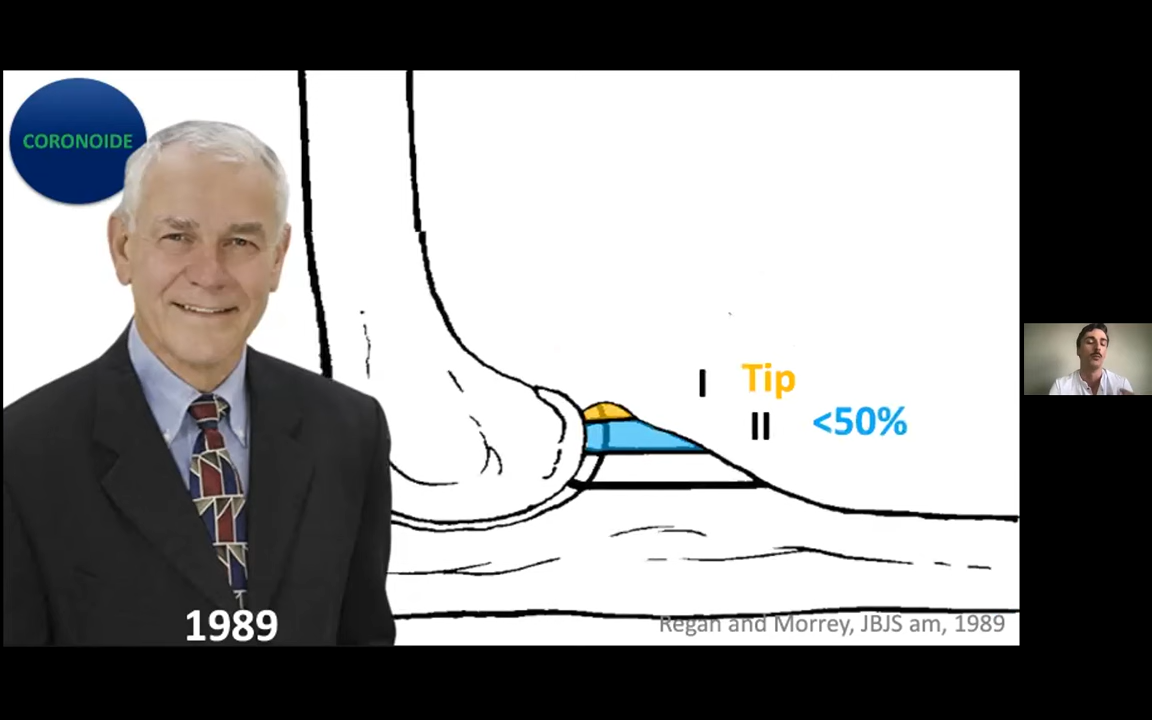 CORONOIDE
I Tip
II <50%
1989
Regan and Morrey, JBJS am, 1989